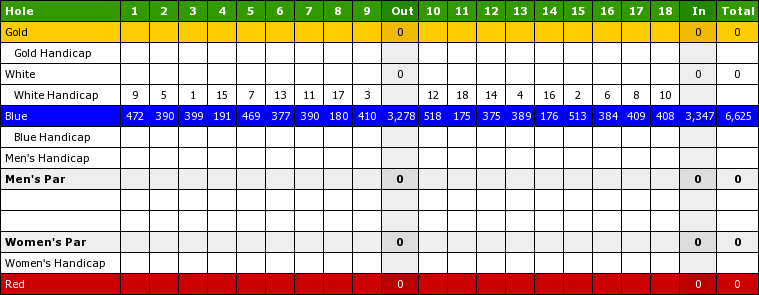 Hole 1 2 3 4 5 6 7 8 9 Out 10 11 12 13 14 15 16 17 18 In Total
Gold 0 0 0
Gold Handicap
White 0 0 0
White Handicap 9 5 1 15 7 13 11 17 3 12 18 14 4 16 2 6 8 10
Blue 472 390 399 191 469 377 390 180 410 3,278 518 175 375 389 176 513 384 409 408 3,347 6,625
Blue Handicap
Men's Handicap
Men's Par 0 0 0
Women's Par 0 0 0
Women's Handicap
Red 0 0 0